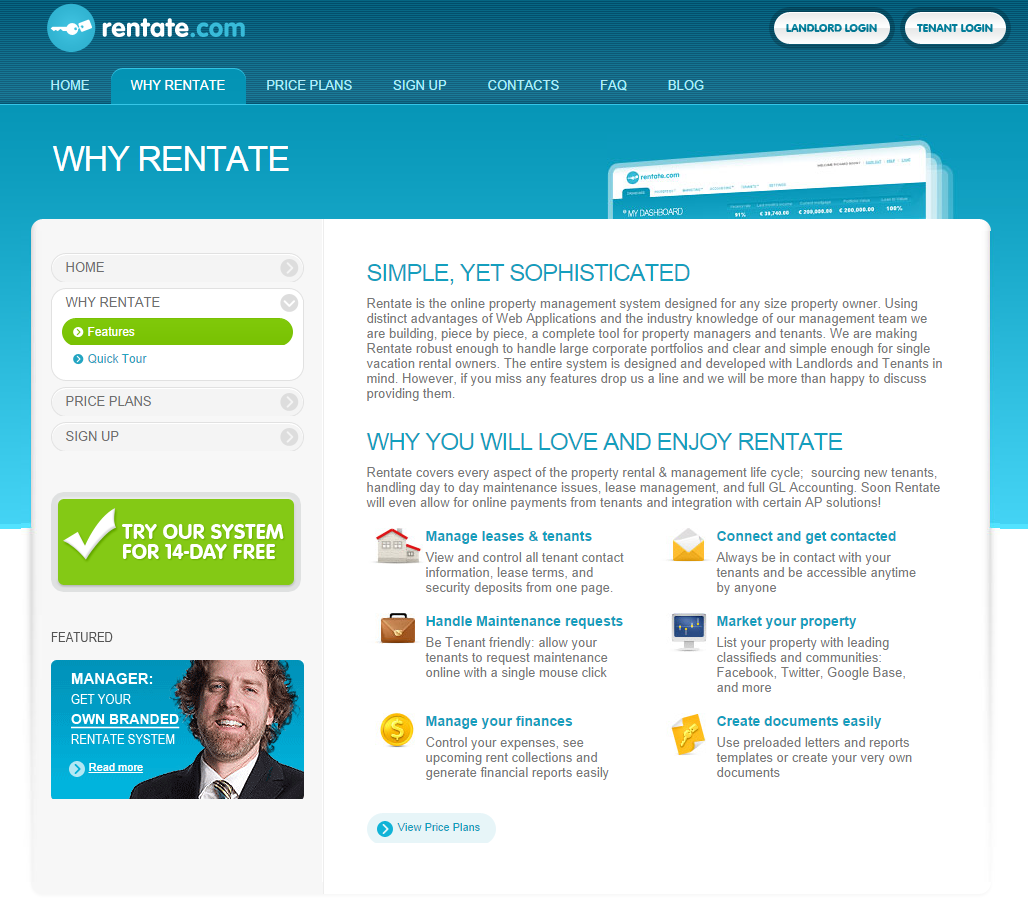 rentate.com
LANDLORD LOGIN
TENANT LOGIN
HOME
WHY RENTATE
PRICE PLANS
SIGN UP
CONTACTS
FAQ
BLOG
WHY RENTATE
rentate.com
MY DASHBOARD
91%
€ 200,000.00
€ 200,000.00
100%
HOME
WHY RENTATE
Features
Quick Tour
PRICE PLANS
SIGN UP
TRY OUR SYSTEM
FOR 14-DAY FREE
FEATURED
MANAGER:
GET YOUR
OWN BRANDED
RENTATE SYSTEM
Read more
SIMPLE, YET SOPHISTICATED
Rentate is the online property management system designed for any size property owner. Using
distinct advantages of Web Applications and the industry knowledge of our management team we
are building, piece by piece, a complete tool for property managers and tenants. We are making
Rentate robust enough to handle large corporate portfolios and clear and simple enough for single
vacation rental owners. The entire system is designed and developed with Landlords and Tenants in
mind. However, if you miss any features drop us a line and we will be more than happy to discuss
providing them.
WHY YOU WILL LOVE AND ENJOY RENTATE
Rentate covers every aspect of the property rental & management life cycle;  sourcing new tenants,
handling day to day maintenance issues, lease management, and full GL Accounting. Soon Rentate
will even allow for online payments from tenants and integration with certain AP solutions!
Manage leases & tenants
View and control all tenant contact
information, lease terms, and
security deposits from one page.
Connect and get contacted
Always be in contact with your
tenants and be accessible anytime
by anyone
Handle Maintenance requests
Be Tenant friendly: allow your
tenants to request maintenance
online with a single mouse click
Market your property
List your property with leading
classifieds and communities:
Facebook, Twitter, Google Base,
and more
Manage your finances
Control your expenses, see
upcoming rent collections and
generate financial reports easily
Create documents easily
Use preloaded letters and reports
templates or create your very own
documents
View Price Plans